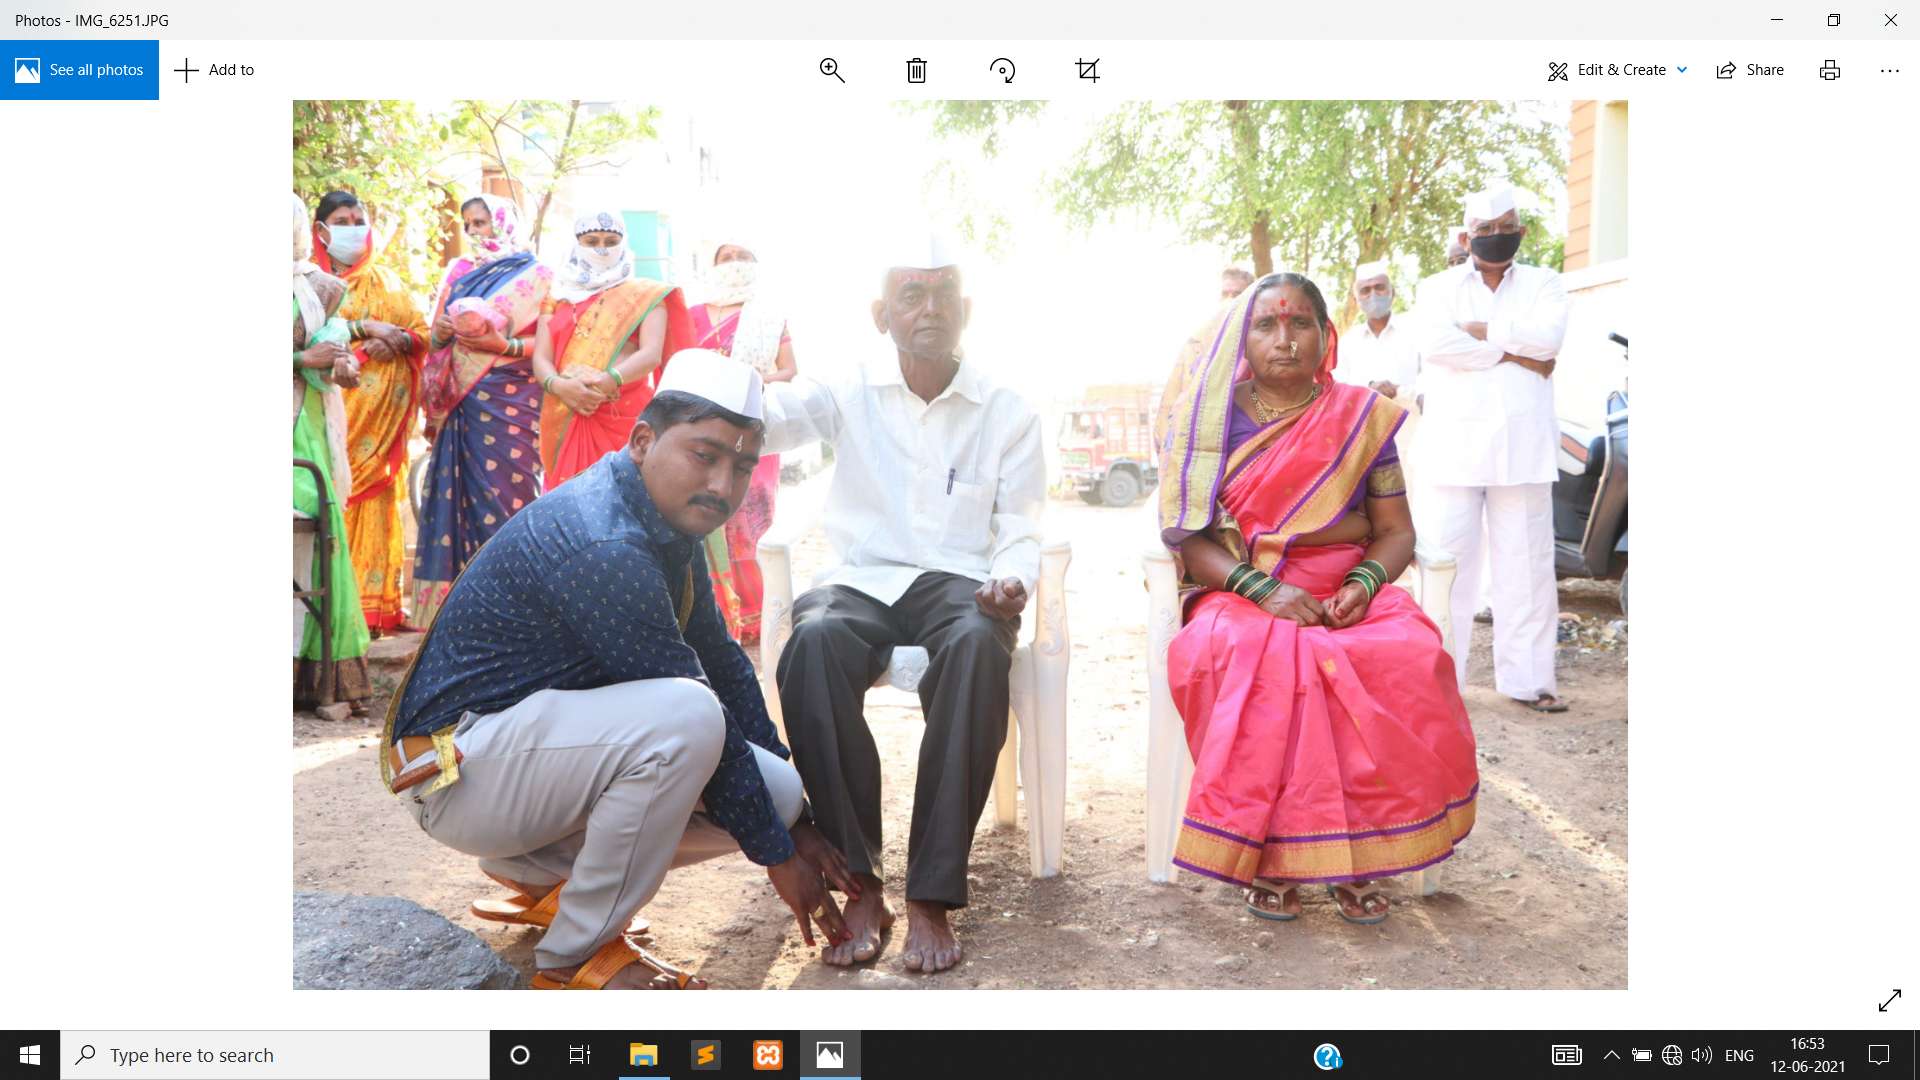 Photos - IMG_6251.JPG
See all photos
Add to
Edit & Create
Share
Type here to search
ENG
16:53
12-06-2021